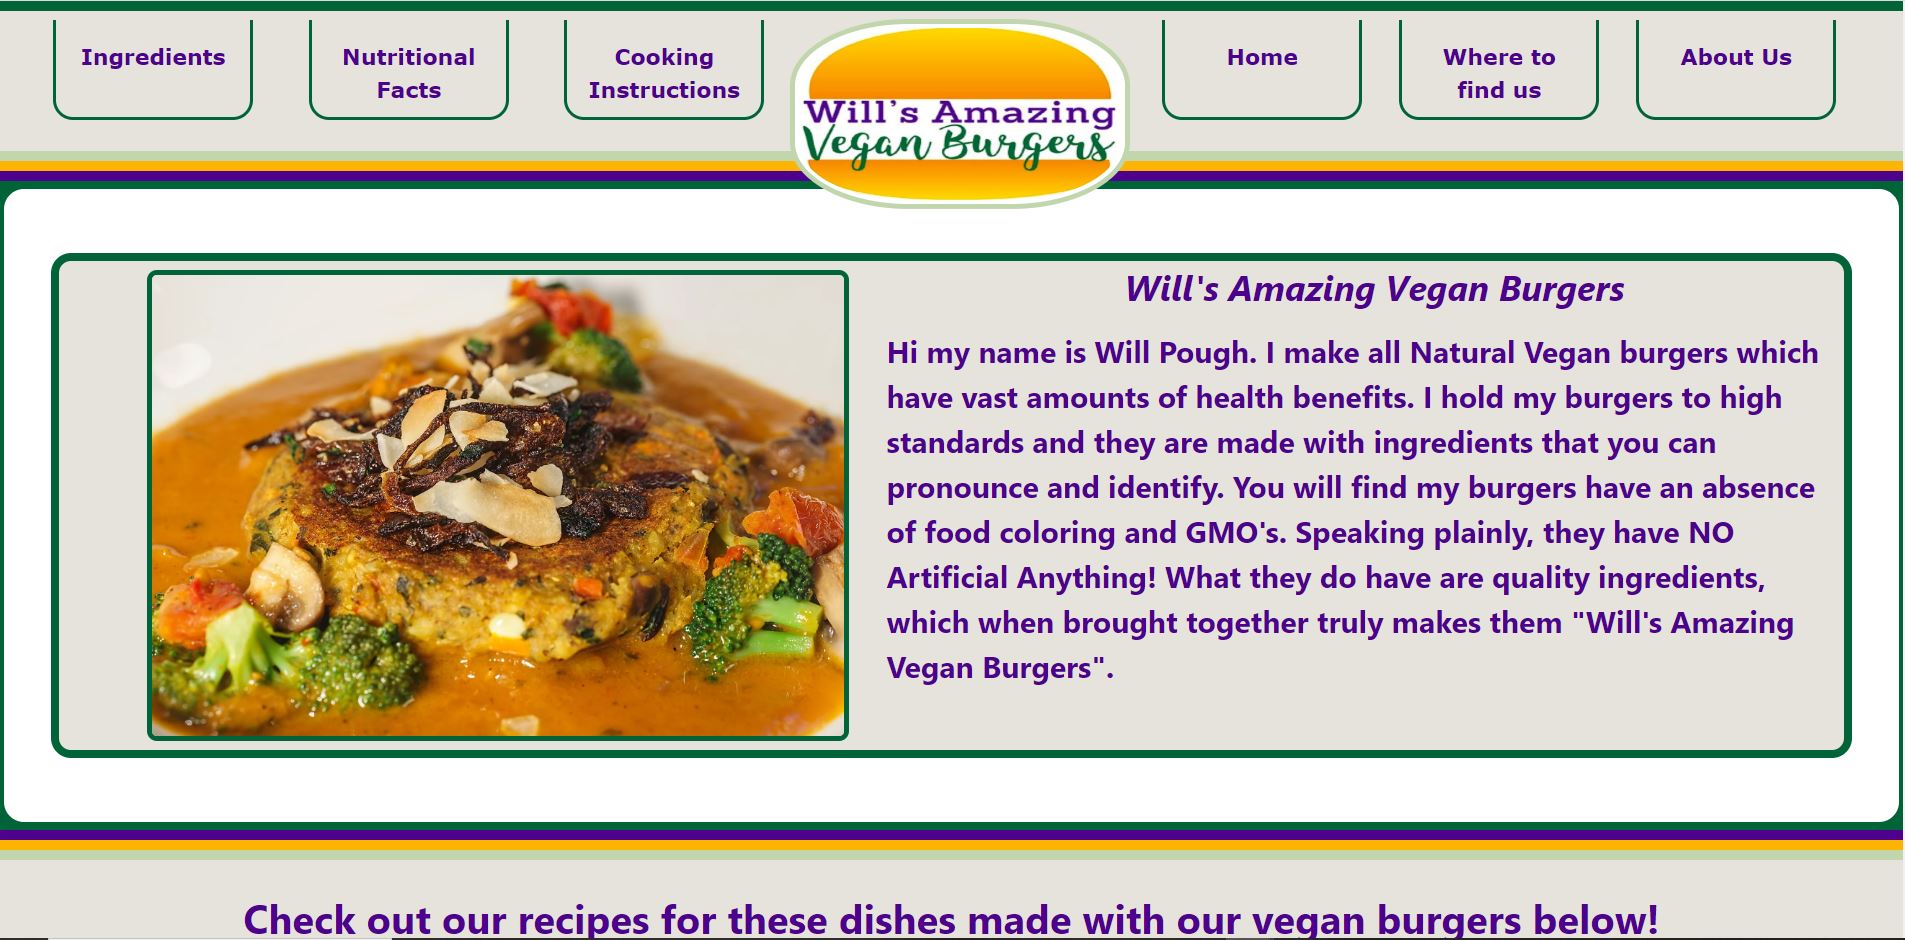 Ingredients
Nutritional
Facts
Cooking
Instructions
Will's Amazing
Vegan Burgers
Home
Where to
find us
About Us
Will's Amazing Vegan Burgers
Hi my name is Will Pough. I make all Natural Vegan burgers which
have vast amounts of health benefits. I hold my burgers to high
standards and they are made with ingredients that you can
pronounce and identify. You will find my burgers have an absence
of food coloring and GMO's. Speaking plainly, they have NO
Artificial Anything! What they do have are quality ingredients,
which when brought together truly makes them "Will's Amazing
Vegan Burgers".
Check out our recipes for these dishes made with our vegan burgers below!